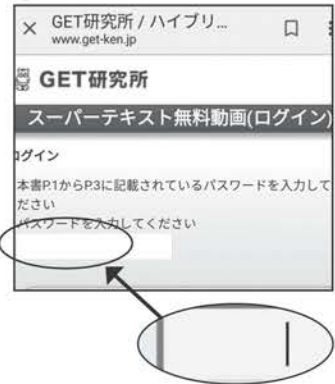 GET研究所 / ハイブリ...
www.get-ken.jp
GET研究所
スーパーテキスト無料動画(ログイン)
ログイン
本書P.1からP.3に記載されているパスワードを入力して
ださい
パスワードを入力してください